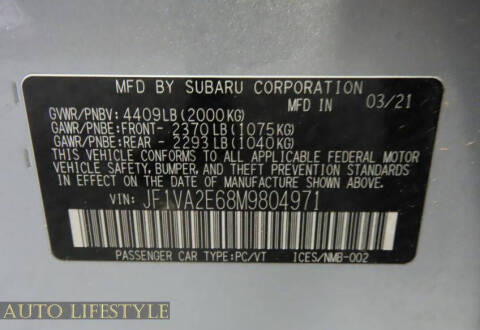 MFD BY SUBARU CORPORATION
GVWR/PNBV: 4409LB(2000KG)
MFD IN 03/21
GAWR/PNBE:FRONT- 2370LB(1075KG)
GAWR/PNBE:REAR - 2293LB(1040KG)
THIS VEHICLE CONFORMS TO ALL APPLICABLE FEDERAL MOTOR
VEHICLE SAFETY, BUMPER, AND THEFT PREVENTION STANDARDS
IN EFFECT ON THE DATE OF MANUFACTURE SHOWN ABOVE.
VIN: JF1VA2E68M9804971
PASSENGER CAR TYPE:PC/VT ICES/NMB-002
AUTO LIFESTYLE